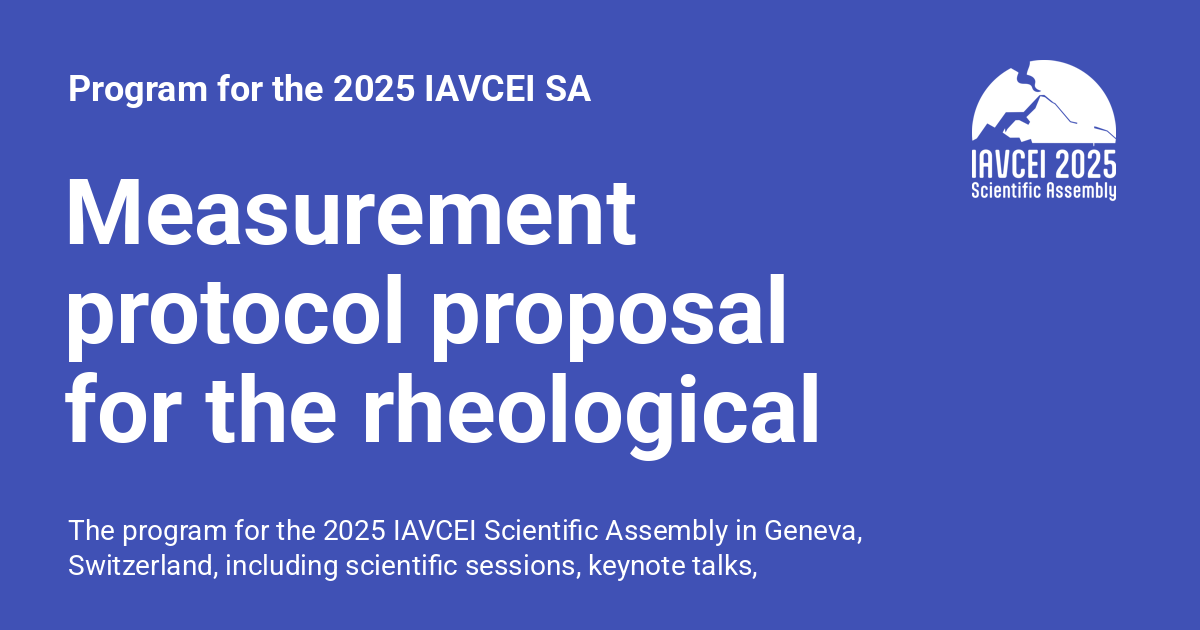 Program for the 2025 IAVCEI SA
IAVCEI 2025
Scientific Assembly
Measurement
protocol proposal
for the rheological
The program for the 2025 IAVCEI Scientific Assembly in Geneva,
Switzerland, including scientific sessions, keynote talks,